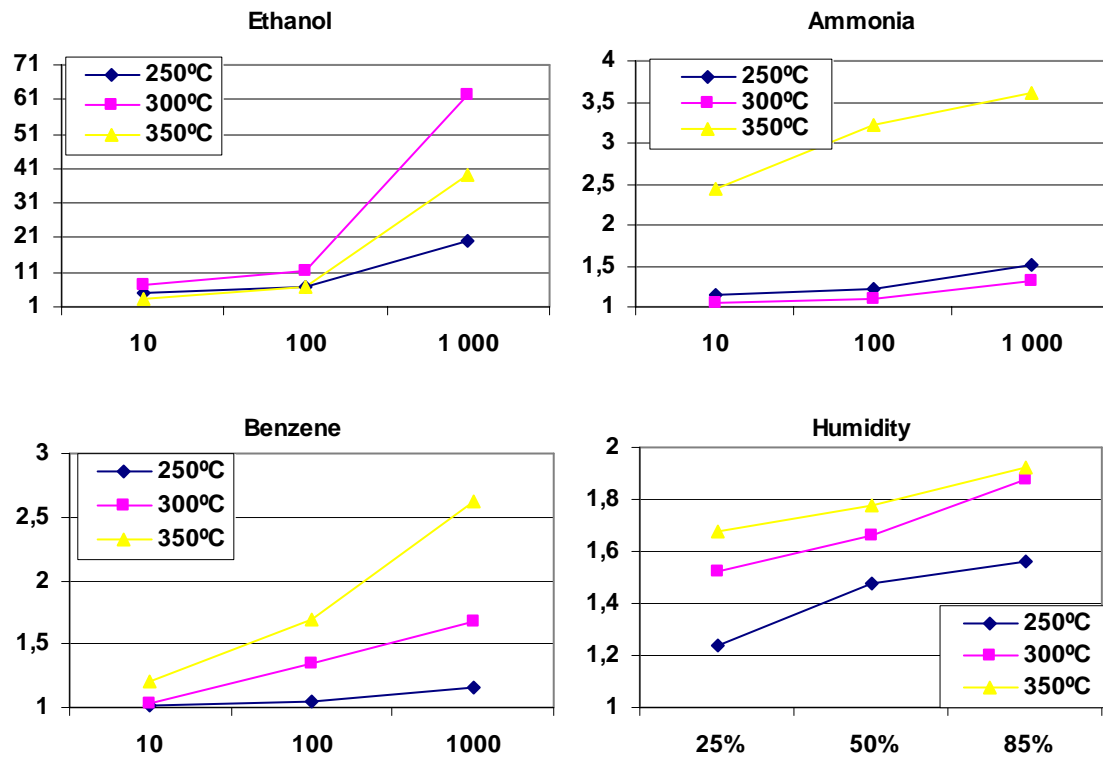 Ethanol
71
61
51
41
31
21
11
1
250ºC
300ºC
350ºC
10
100
1 000
Ammonia
4
3,5
3
2,5
2
1,5
1
250ºC
300ºC
350ºC
10
100
1 000
Benzene
3
2,5
2
1,5
1
250ºC
300ºC
350ºC
10
100
1000
Humidity
2
1,8
1,6
1,4
1,2
1
250ºC
300ºC
350ºC
25%
50%
85%